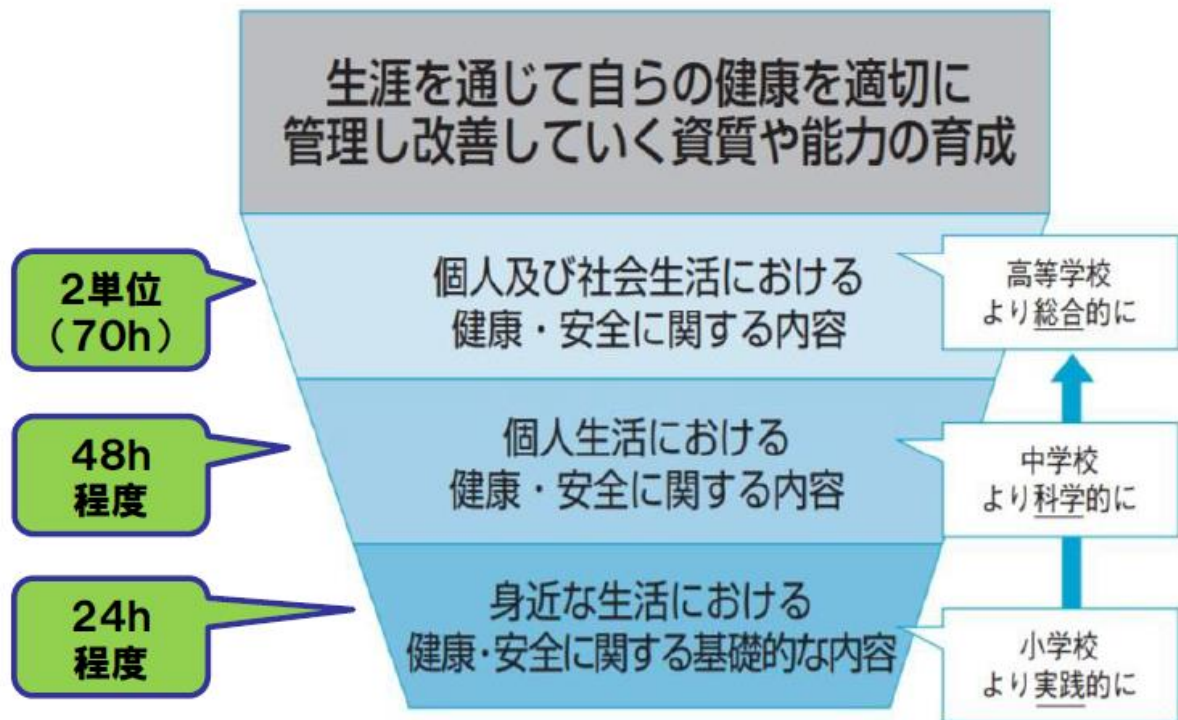 生涯を通じて自らの健康を適切に
管理し改善していく資質や能力の育成
2単位
（70h）
個人及び社会生活における
健康・安全に関する内容
高等学校
より総合的に
48h
程度
個人生活における
健康・安全に関する内容
中学校
より科学的に
24h
程度
身近な生活における
健康・安全に関する基礎的な内容
小学校
より実践的に